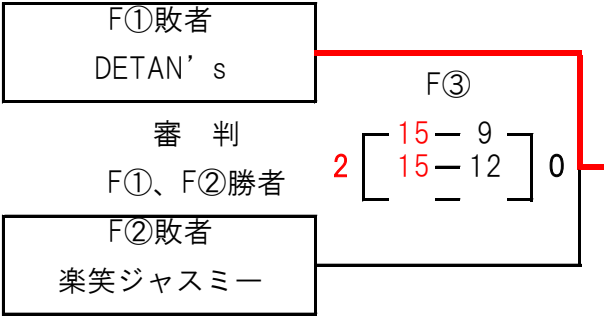 F①敗者
DETAN’s
F③
審　判
F①、F②勝者
15 ― 9
2 15 ― 12 0
―
F②敗者
楽笑ジャスミー